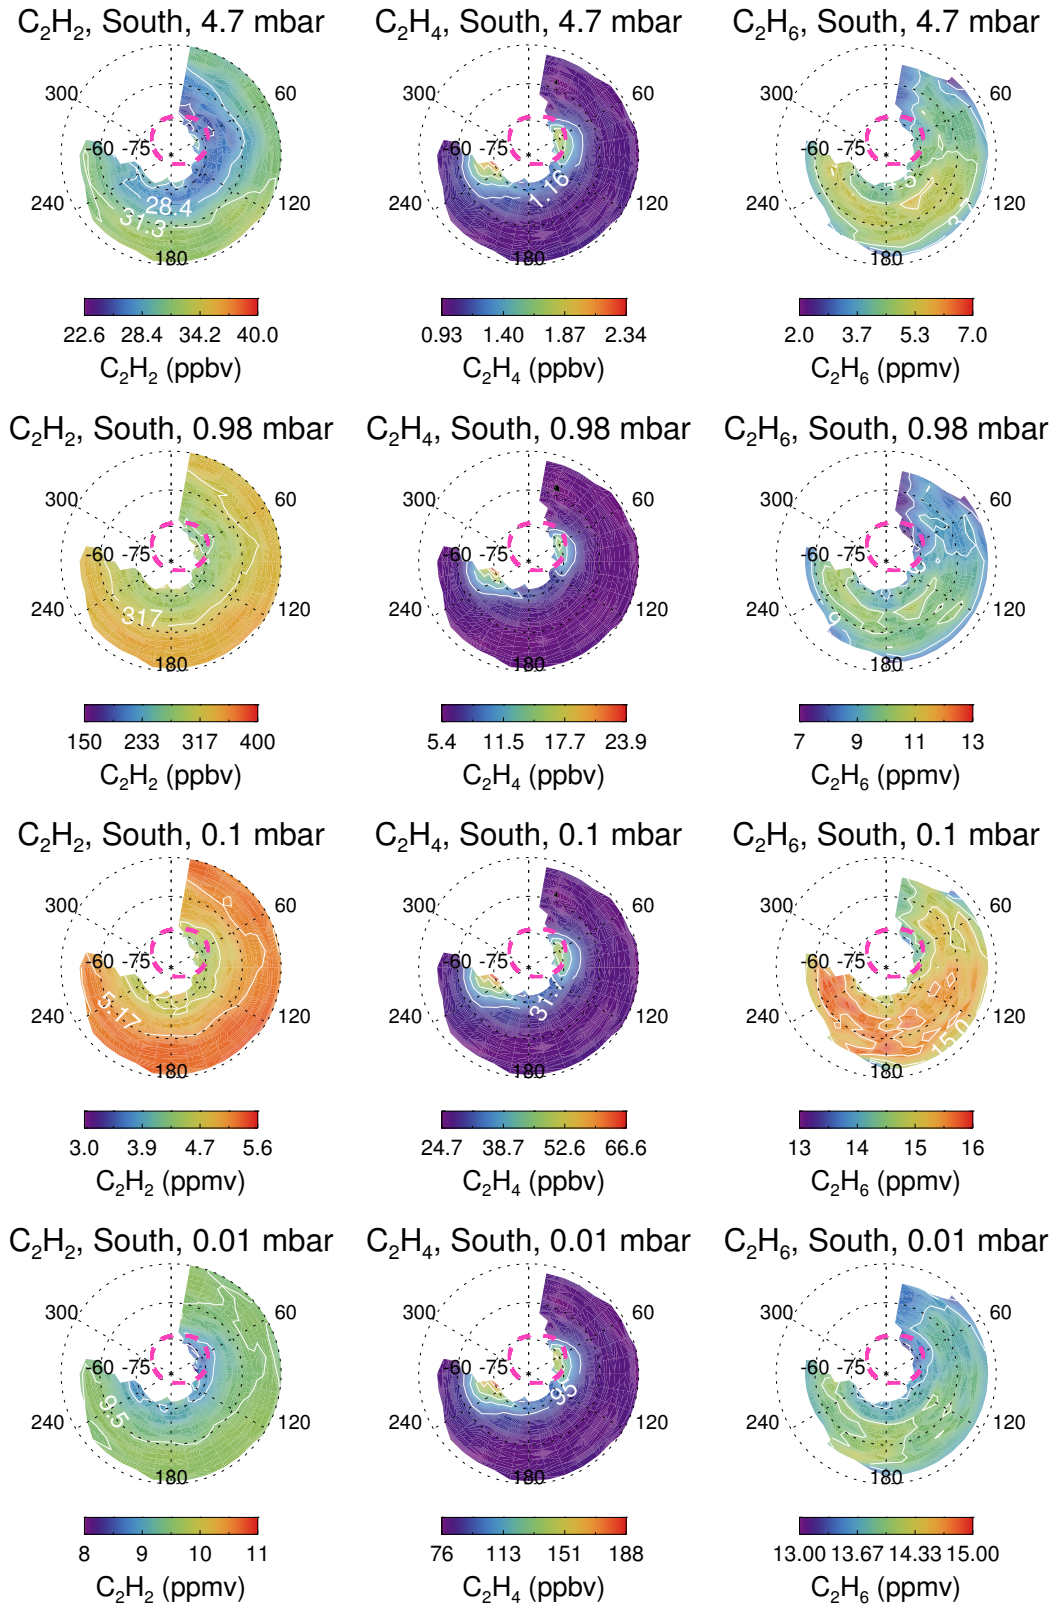 C₂H₂, South, 4.7 mbar
C₂H₄, South, 4.7 mbar
C₂H₆, South, 4.7 mbar
300 60
-60 -75
28.4
31.3
240 120
180
300 60
-60 -75
1.16
240 120
180
300 60
-60 -75
3.7
240 120
180
22.6 28.4 34.2 40.0
C₂H₂ (ppbv)
0.93 1.40 1.87 2.34
C₂H₄ (ppbv)
2.0 3.7 5.3 7.0
C₂H₆ (ppmv)
C₂H₂, South, 0.98 mbar
C₂H₄, South, 0.98 mbar
C₂H₆, South, 0.98 mbar
300 60
-60 -75
317
240 120
180
300 60
-60 -75
240 120
180
300 60
-60 -75
9
240 120
180
150 233 317 400
C₂H₂ (ppbv)
5.4 11.5 17.7 23.9
C₂H₄ (ppbv)
7 9 11 13
C₂H₆ (ppmv)
C₂H₂, South, 0.1 mbar
C₂H₄, South, 0.1 mbar
C₂H₆, South, 0.1 mbar
300 60
-60 -75
5.17
240 120
180
300 60
-60 -75
240 120
180
300 60
-60 -75
15.0
240 120
180
3.0 3.9 4.7 5.6
C₂H₂ (ppmv)
24.7 38.7 52.6 66.6
C₂H₄ (ppbv)
13 14 15 16
C₂H₆ (ppmv)
C₂H₂, South, 0.01 mbar
C₂H₄, South, 0.01 mbar
C₂H₆, South, 0.01 mbar
300 60
-60 -75
9.5
240 120
180
300 60
-60 -75
95
240 120
180
300 60
-60 -75
240 120
180
8 9 10 11
C₂H₂ (ppmv)
76 113 151 188
C₂H₄ (ppbv)
13.00 13.67 14.33 15.00
C₂H₆ (ppmv)